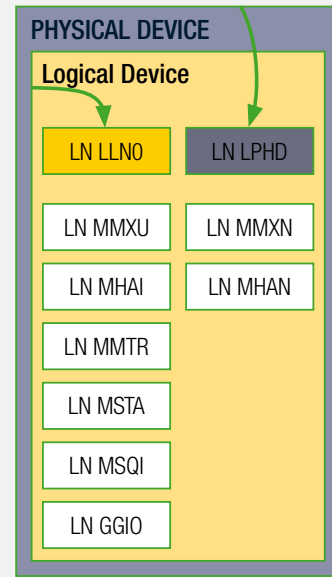 PHYSICAL DEVICE
Logical Device
LN LLN0
LN LPHD
LN MMXU
LN MMXN
LN MHAI
LN MHAN
LN MMTR
LN MSTA
LN MSQI
LN GGIO